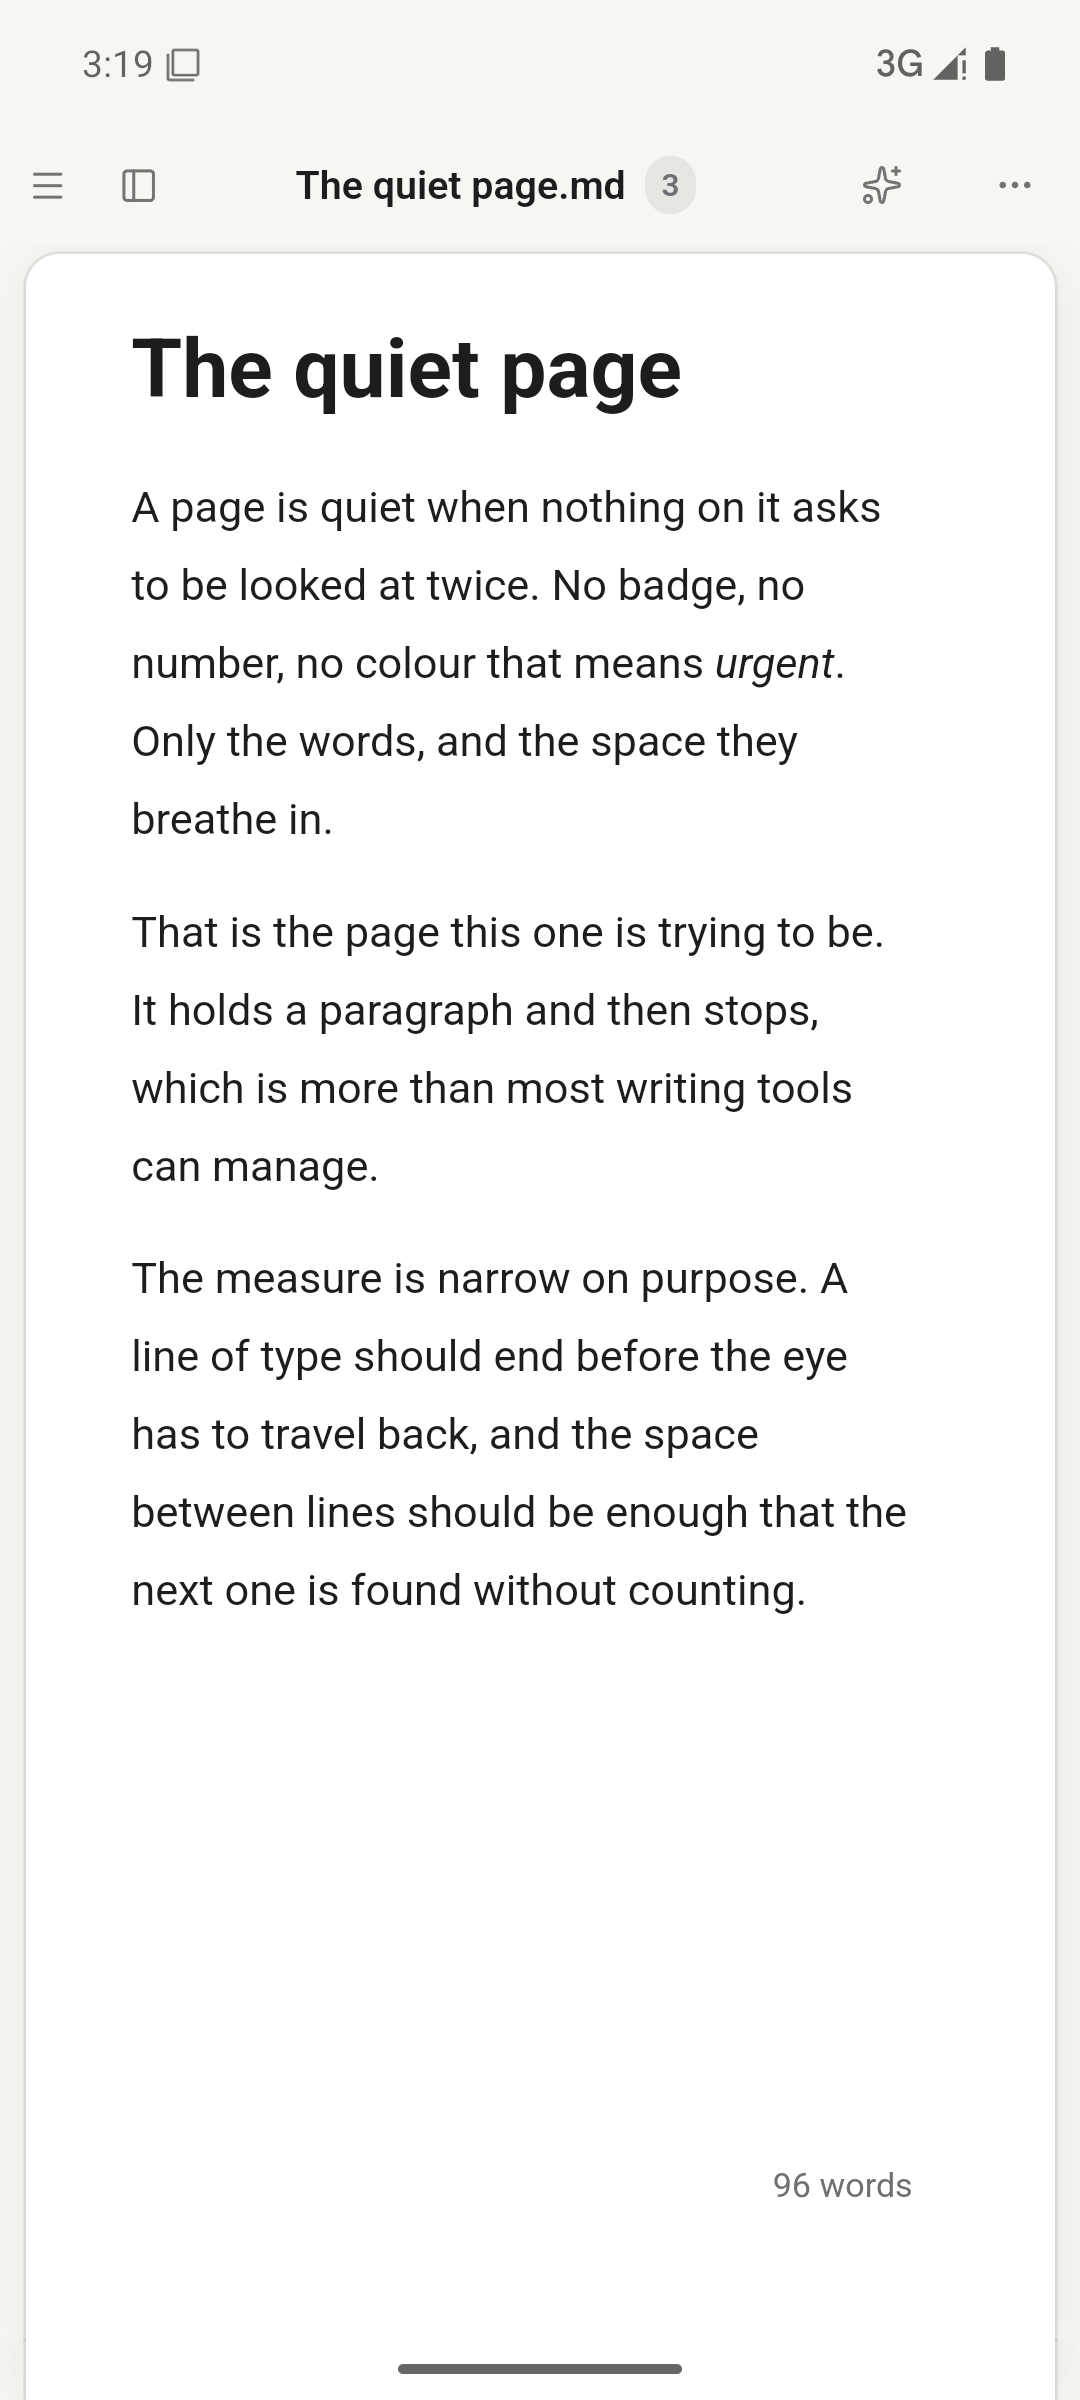 3:19
3G
The quiet page.md 3
The quiet page
A page is quiet when nothing on it asks
to be looked at twice. No badge, no
number, no colour that means urgent.
Only the words, and the space they
breathe in.
That is the page this one is trying to be.
It holds a paragraph and then stops,
which is more than most writing tools
can manage.
The measure is narrow on purpose. A
line of type should end before the eye
has to travel back, and the space
between lines should be enough that the
next one is found without counting.
96 words